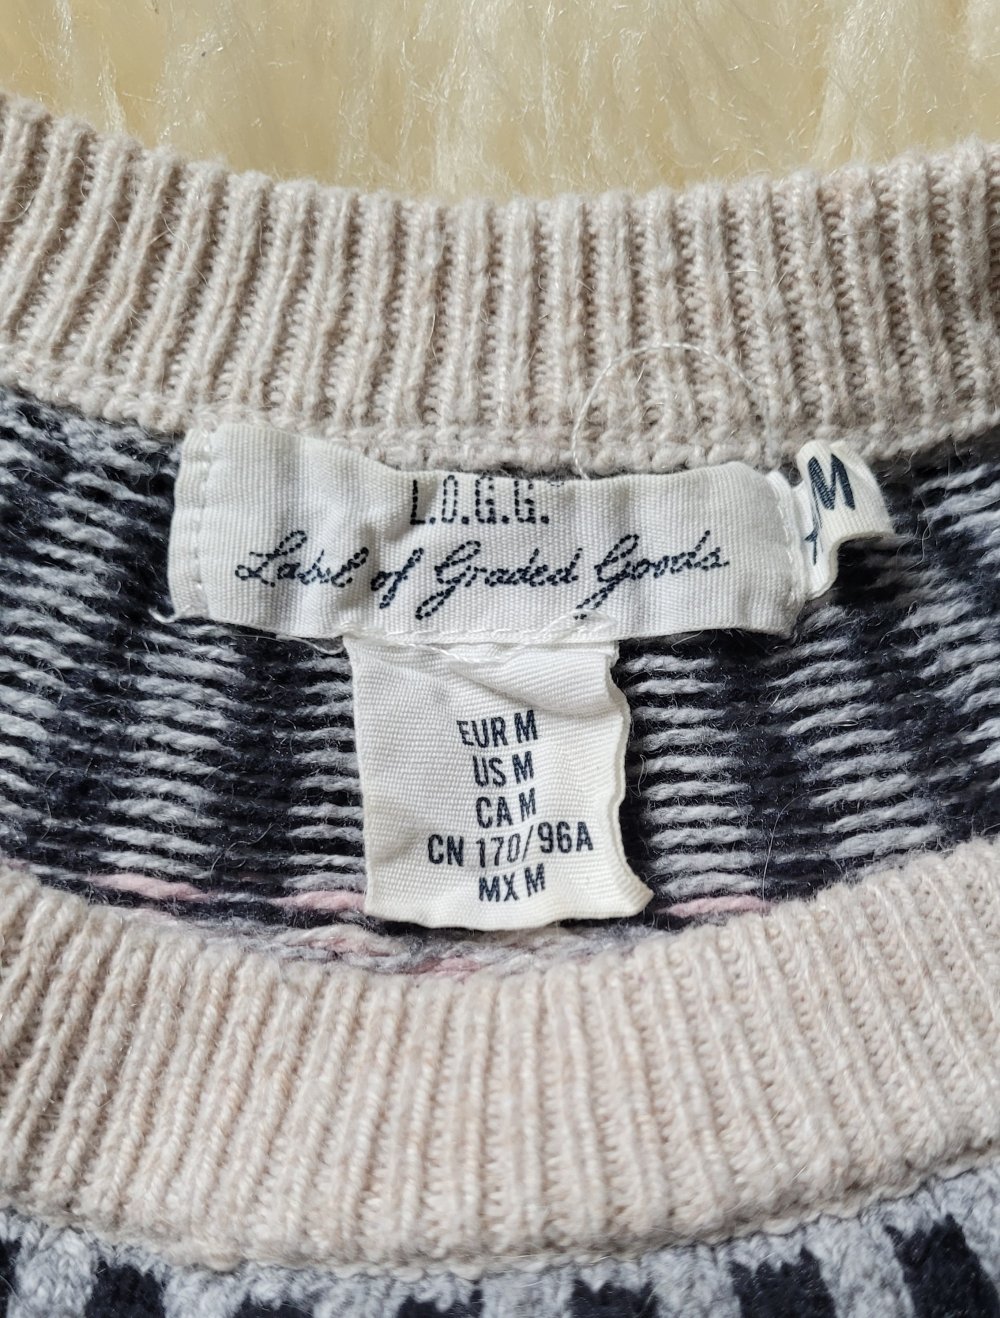 L.O.G.G.
Label of Graded Goods
M
EUR M
US M
CA M
CN 170/96A
MX M